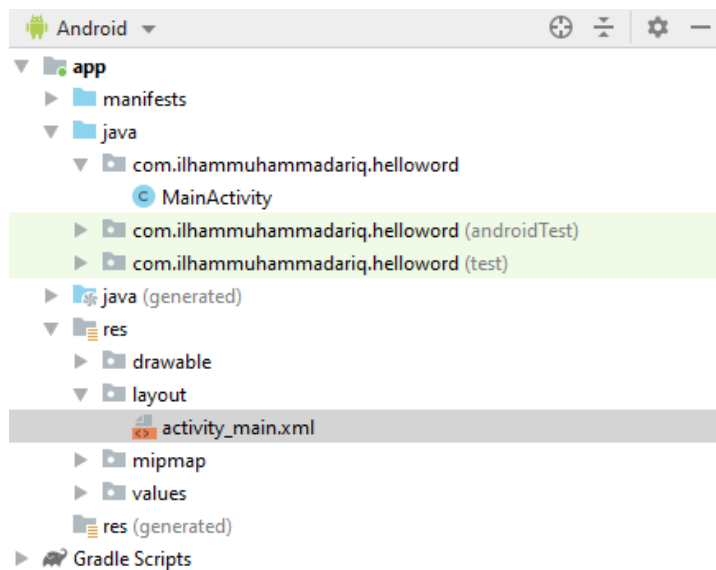 Android
app
manifests
java
com.ilhammuhammadariq.helloword
C MainActivity
com.ilhammuhammadariq.helloword (androidTest)
com.ilhammuhammadariq.helloword (test)
java (generated)
res
drawable
layout
activity_main.xml
mipmap
values
res (generated)
Gradle Scripts